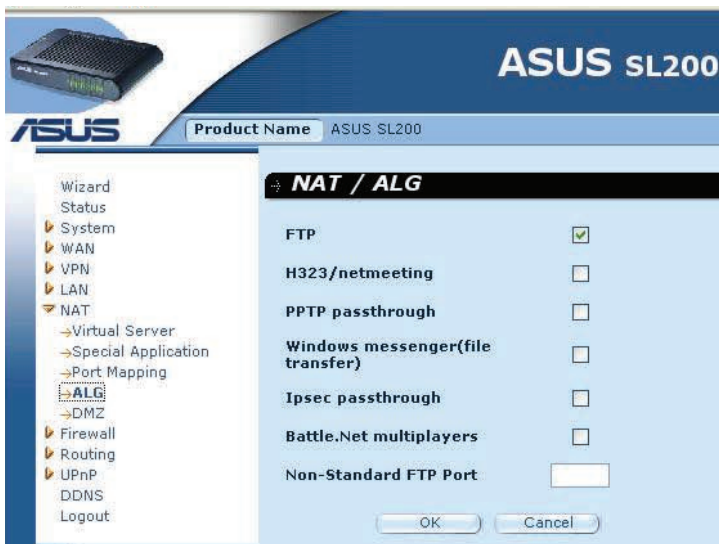 ASUS SL200
ASUS
Product Name ASUS SL200
Wizard
Status
System
WAN
VPN
LAN
NAT
Virtual Server
Special Application
Port Mapping
ALG
DMZ
Firewall
Routing
UPnP
DDNS
Logout
NAT / ALG
FTP
H323/netmeeting
PPTP passthrough
Windows messenger(file
transfer)
Ipsec passthrough
Battle.Net multiplayers
Non-Standard FTP Port
OK Cancel